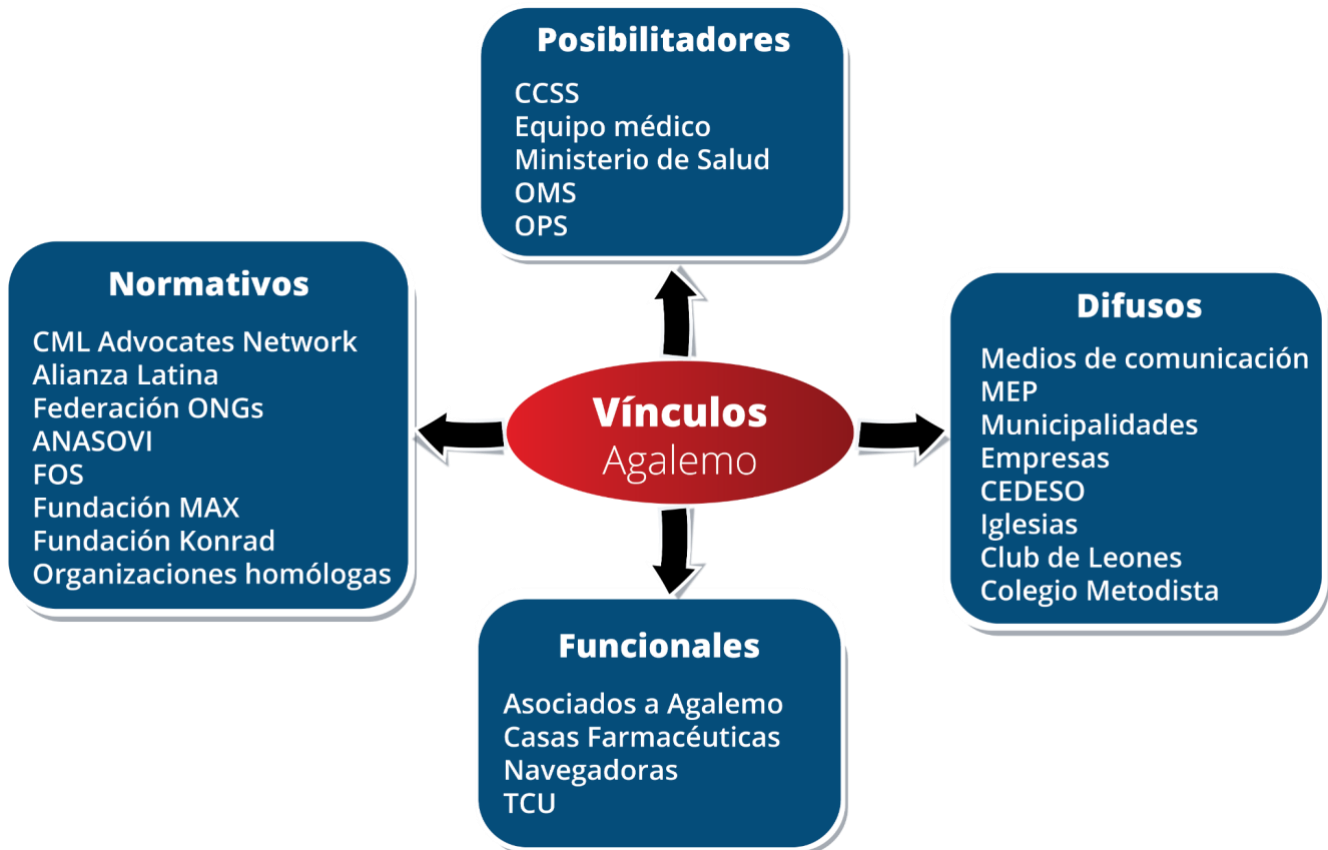 Posibilitadores
CCSS
Equipo médico
Ministerio de Salud
OMS
OPS
Normativos
CML Advocates Network
Alianza Latina
Federación ONGs
ANASOVI
FOS
Fundación MAX
Fundación Konrad
Organizaciones homólogas
Vínculos
Agalemo
Difusos
Medios de comunicación
MEP
Municipalidades
Empresas
CEDESO
Iglesias
Club de Leones
Colegio Metodista
Funcionales
Asociados a Agalemo
Casas Farmacéuticas
Navegadoras
TCU